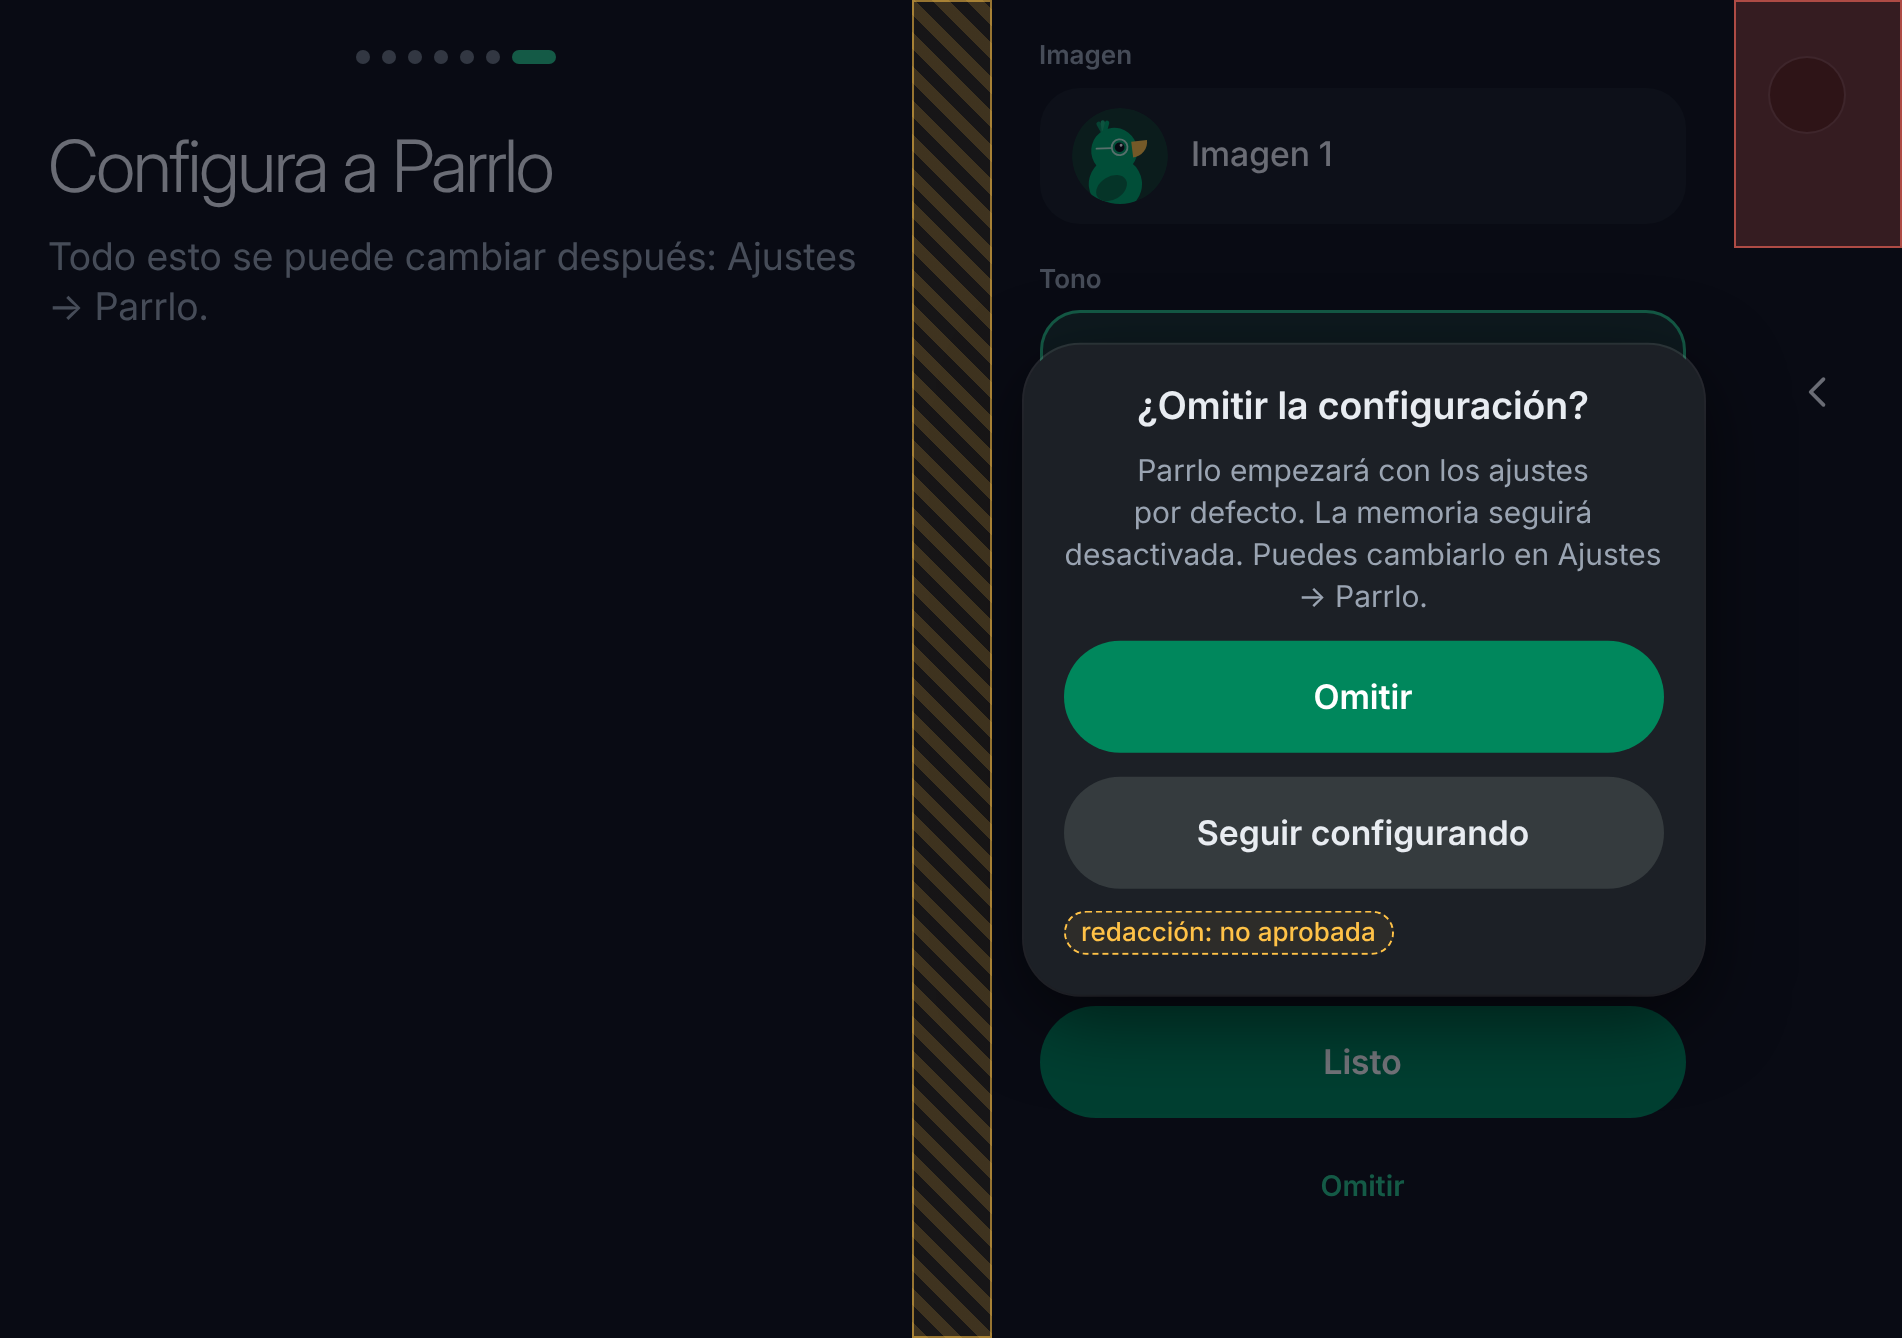 Configura a Parrlo
Todo esto se puede cambiar después: Ajustes
→ Parrlo.
Imagen
Imagen 1
Tono
¿Omitir la configuración?
Parrlo empezará con los ajustes
por defecto. La memoria seguirá
desactivada. Puedes cambiarlo en Ajustes
→ Parrlo.
Omitir
Seguir configurando
redacción: no aprobada
Listo
Omitir